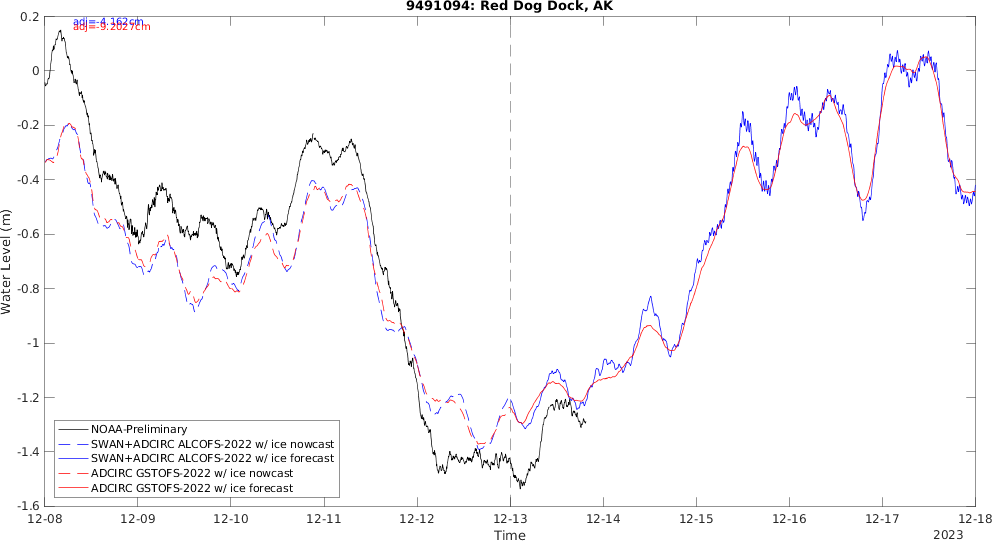 9491094: Red Dog Dock, AK
adj=-4.162cm
adj=-9.2027cm
0.2
0
-0.2
-0.4
-0.6
-0.8
-1
-1.2
-1.4
-1.6
Water Level (m)
NOAA-Preliminary
SWAN+ADCIRC ALCOFS-2022 w/ ice nowcast
SWAN+ADCIRC ALCOFS-2022 w/ ice forecast
ADCIRC GSTOFS-2022 w/ ice nowcast
ADCIRC GSTOFS-2022 w/ ice forecast
12-08 12-09 12-10 12-11 12-12 12-13 12-14 12-15 12-16 12-17 12-18
Time
2023